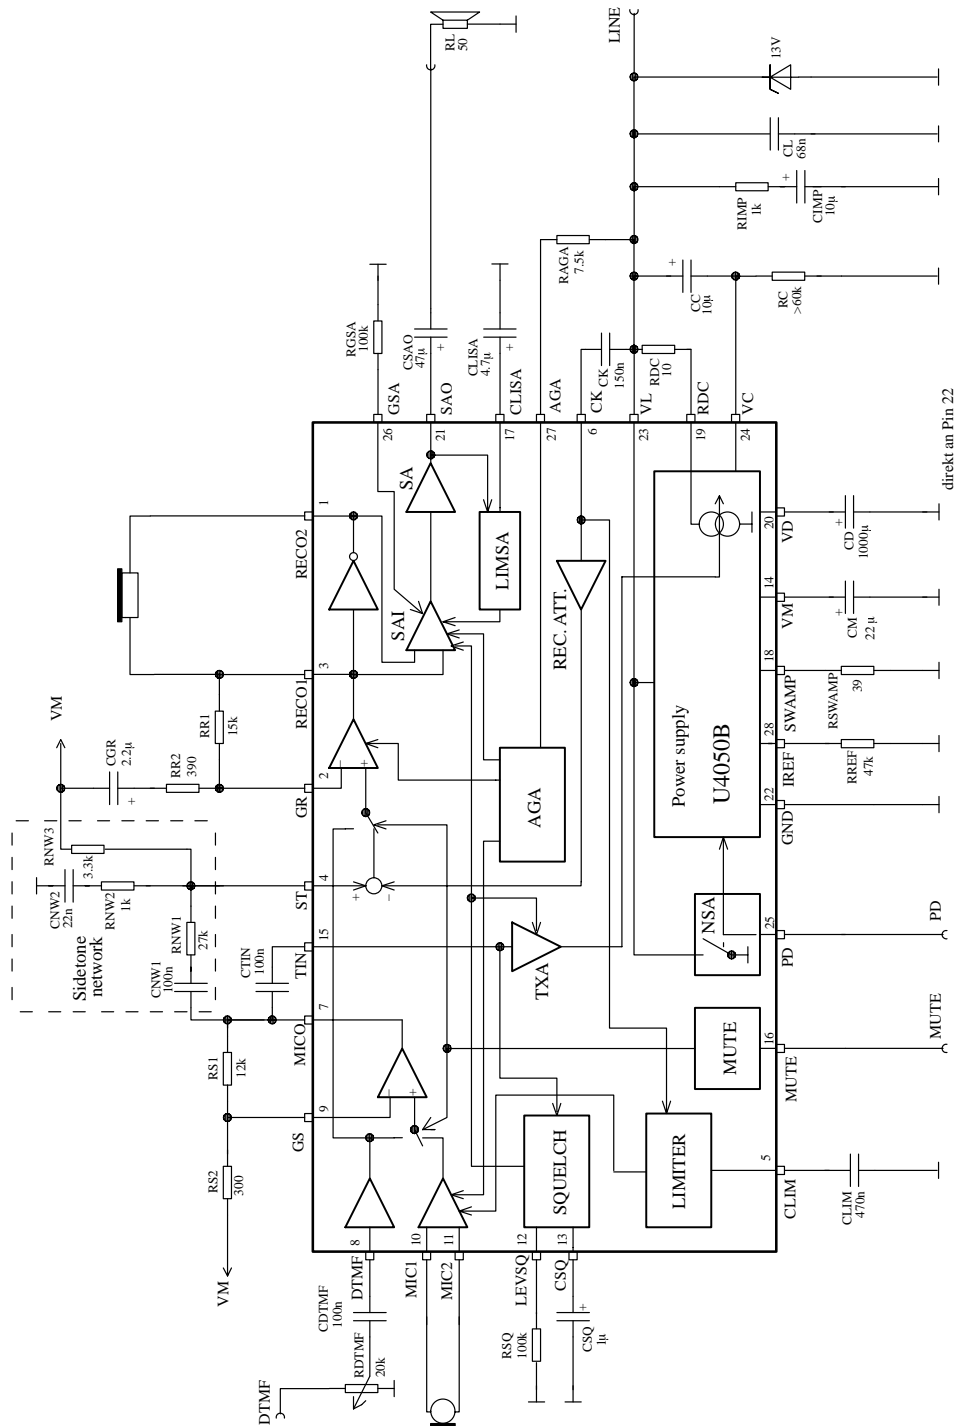 LINE
13V
CL
68n
RIMP
1k
CIMP
+
10µ
RAGA
7.5k
CC
+
10µ
RC
>60k
RL
50
RGSA
100k
CSAO
47µ
+
CLISA
4.7µ
+
CK
150n
RDC
10
GSA
SAO
CLISA
AGA
CK
VL
RDC
VC
26
21
17
27
6
23
19
24
direkt an Pin 22
RECO2
1
RECO1
3
GR
2
ST
4
TIN
15
MICO
7
GS
9
VM
CGR
2.2µ
+
RR2
390
RR1
15k
RNW3
3.3k
CNW2
22n
RNW2
1k
RNW1
27k
CNW1
100n
Sidetone
network
CTIN
100n
RS1
12k
RS2
300
VM
SA
SAI
LIMSA
REC. ATT.
AGA
TXA
SQUELCH
LIMITER
MUTE
NSA
Power supply
U4050B
–
+
+
–
–
+
20
VD
CD
+
1000µ
14
VM
CM
+
22 µ
18
SWAMP
RSWAMP
39
28
IREF
RREF
47k
22
GND
25
PD
PD
16
MUTE
MUTE
5
CLIM
CLIM
470n
8
DTMF
10
MIC1
11
MIC2
12
LEVSQ
13
CSQ
CDTMF
100n
RDTMF
20k
DTMF
RSQ
100k
CSQ
+
1µ